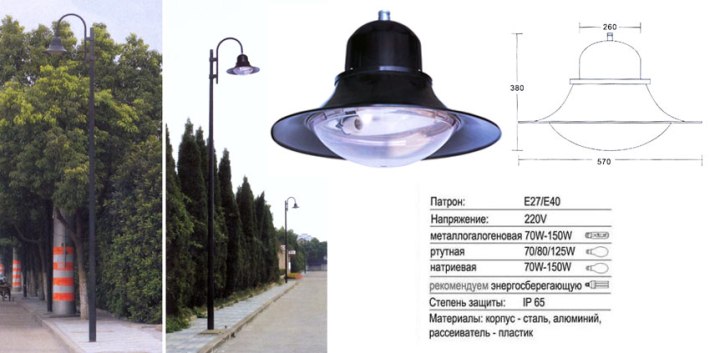 260
380
570
Патрон: E27/E40
Напряжение: 220V
металлогалогеновая 70W-150W
ртутная 70/80/125W
натриевая 70W-150W
рекомендуем энергосберегающую
Степень защиты: IP 65
Материалы: корпус - сталь, алюминий,
рассеиватель - пластик